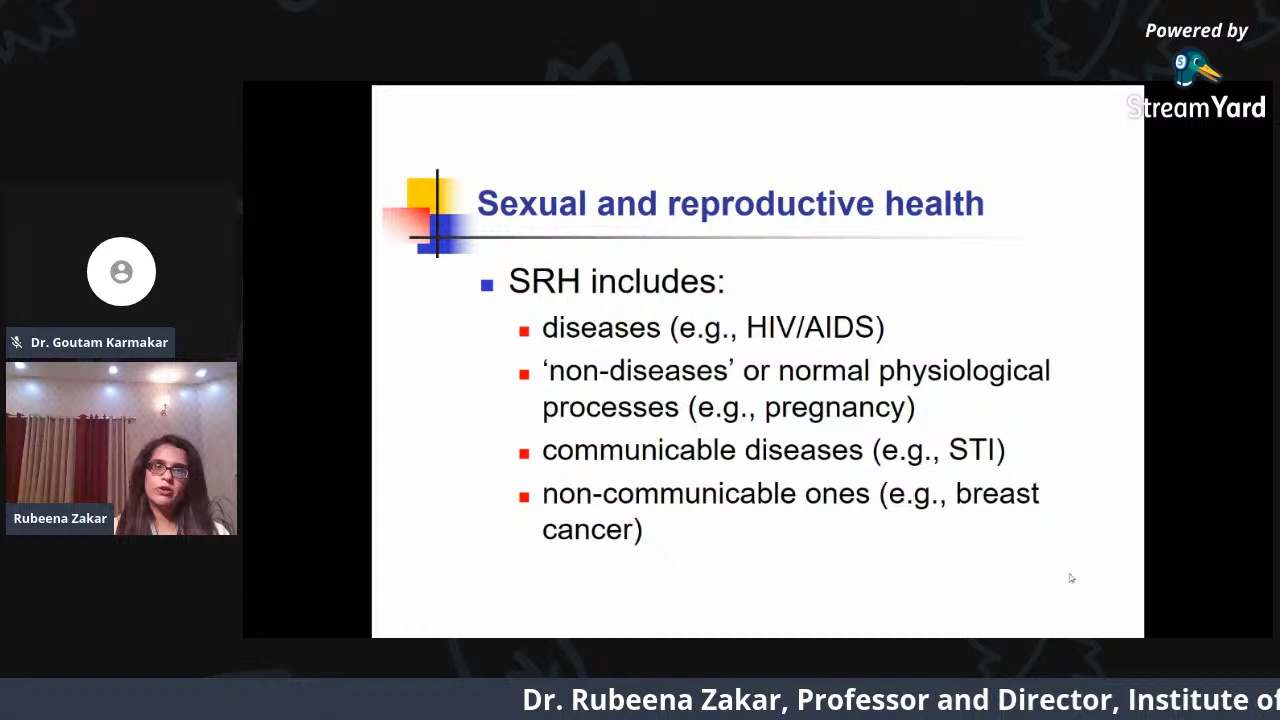 Powered by
StreamYard
Sexual and reproductive health
SRH includes:
diseases (e.g., HIV/AIDS)
‘non-diseases’ or normal physiological
processes (e.g., pregnancy)
communicable diseases (e.g., STI)
non-communicable ones (e.g., breast
cancer)
Dr. Goutam Karmakar
Rubeena Zakar
Dr. Rubeena Zakar, Professor and Director, Institute of